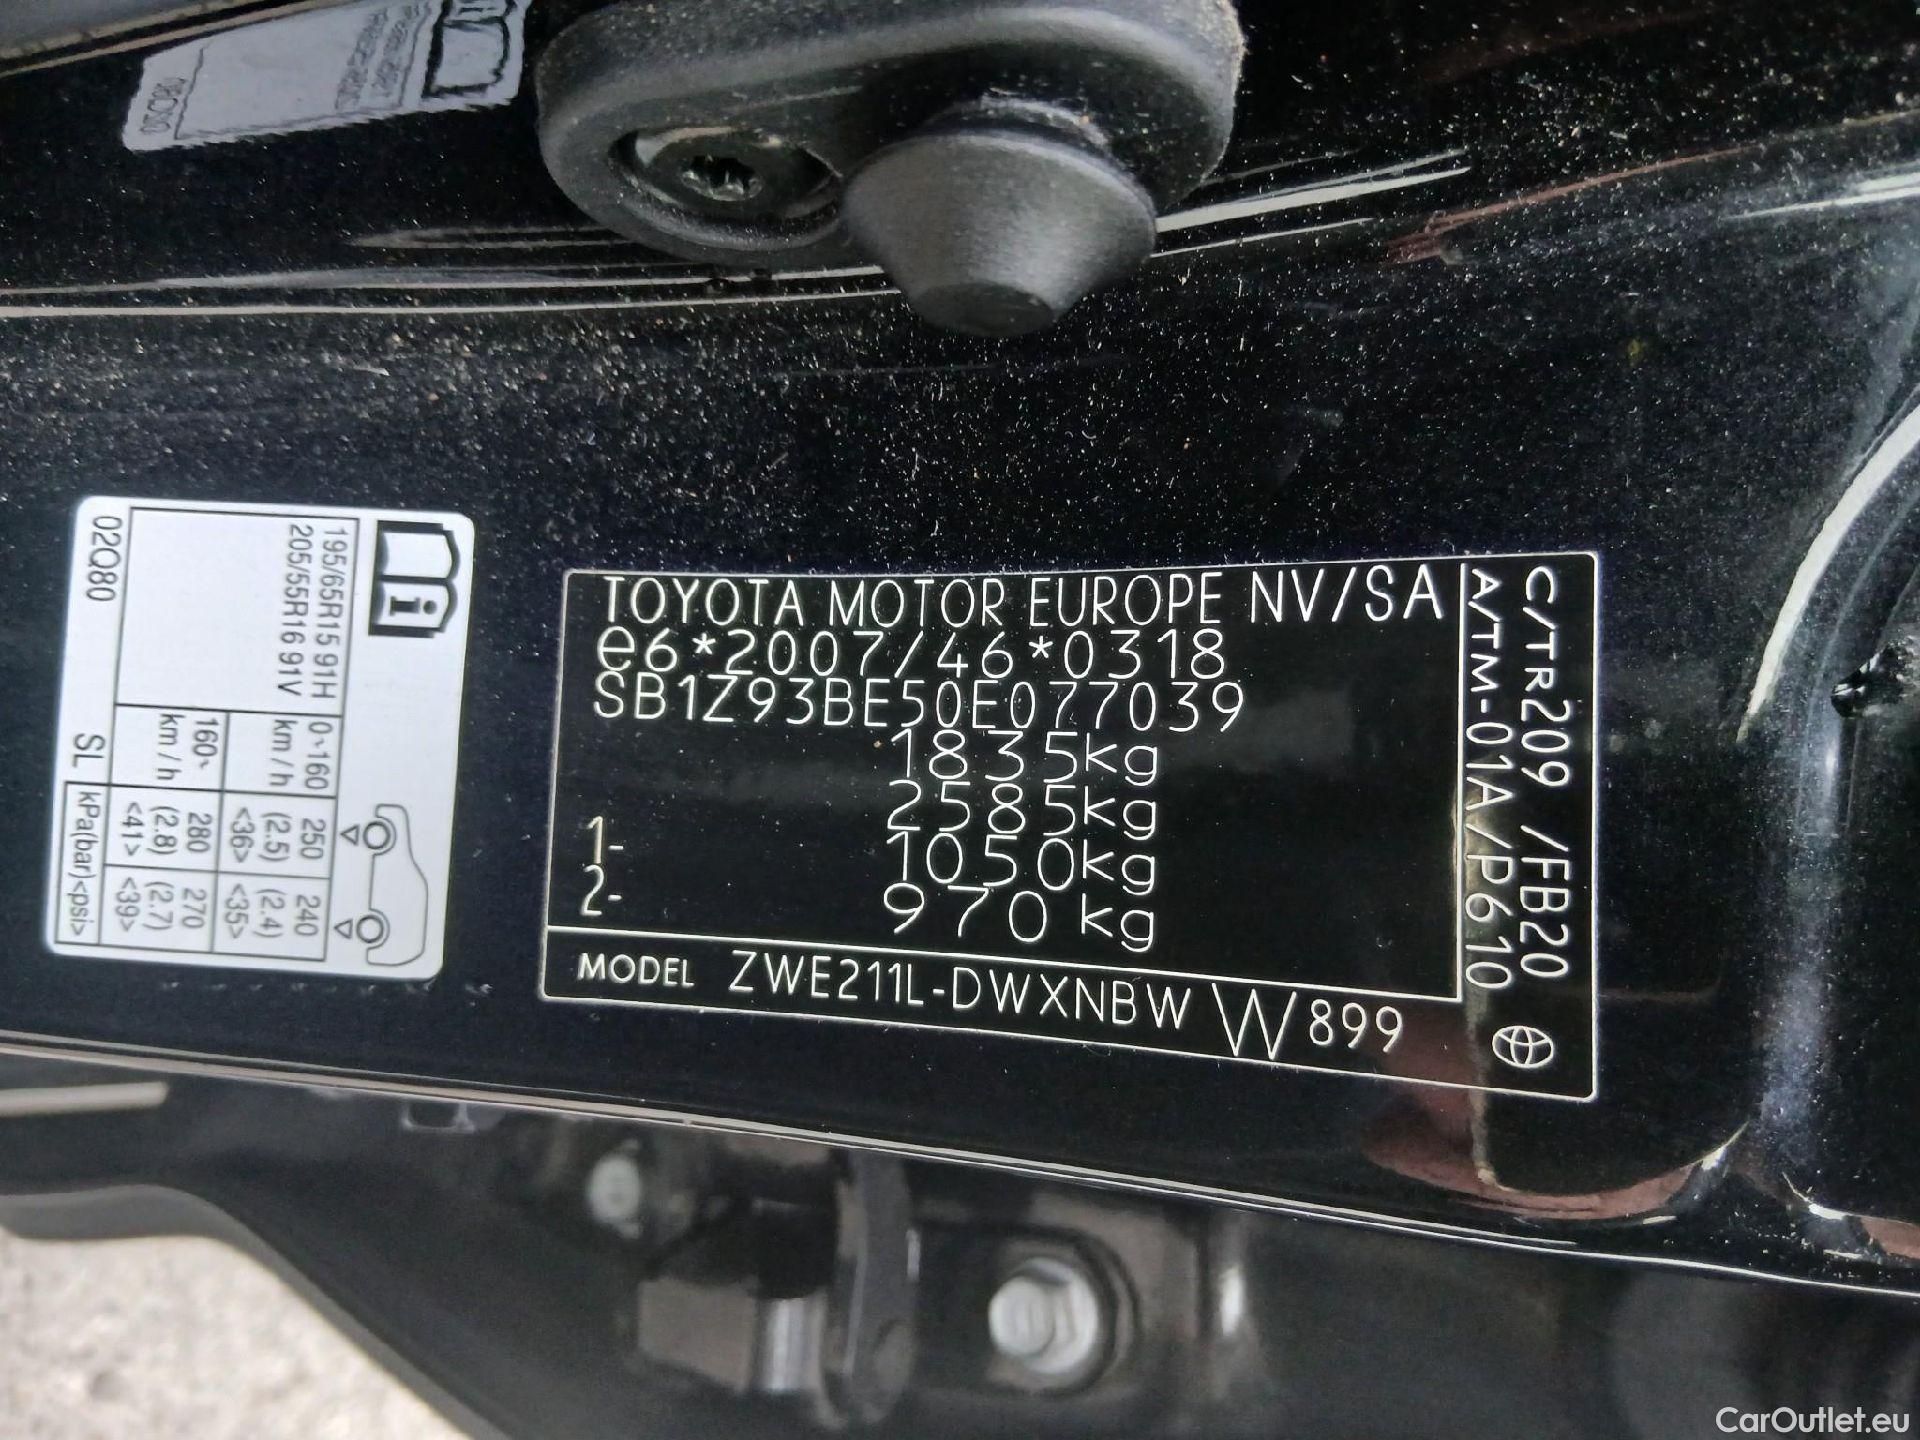 TOYOTA MOTOR EUROPE NV/SA
e6*2007/46*0318
SB1Z93BE50E077039
1835kg
2585kg
1- 1050kg
2- 970kg
MODEL ZWE211L-DWXNBW W899
C/TR209 /FB20
A/TM-01A/P610
195/65R15 91H
205/55R16 91V
0~160 km/h
250 (2.5) <36>
240 (2.4) <35>
160~ km/h
280 (2.8) <41>
270 (2.7) <39>
02Q80
SL
kPa(bar)<psi>
CarOutlet.eu